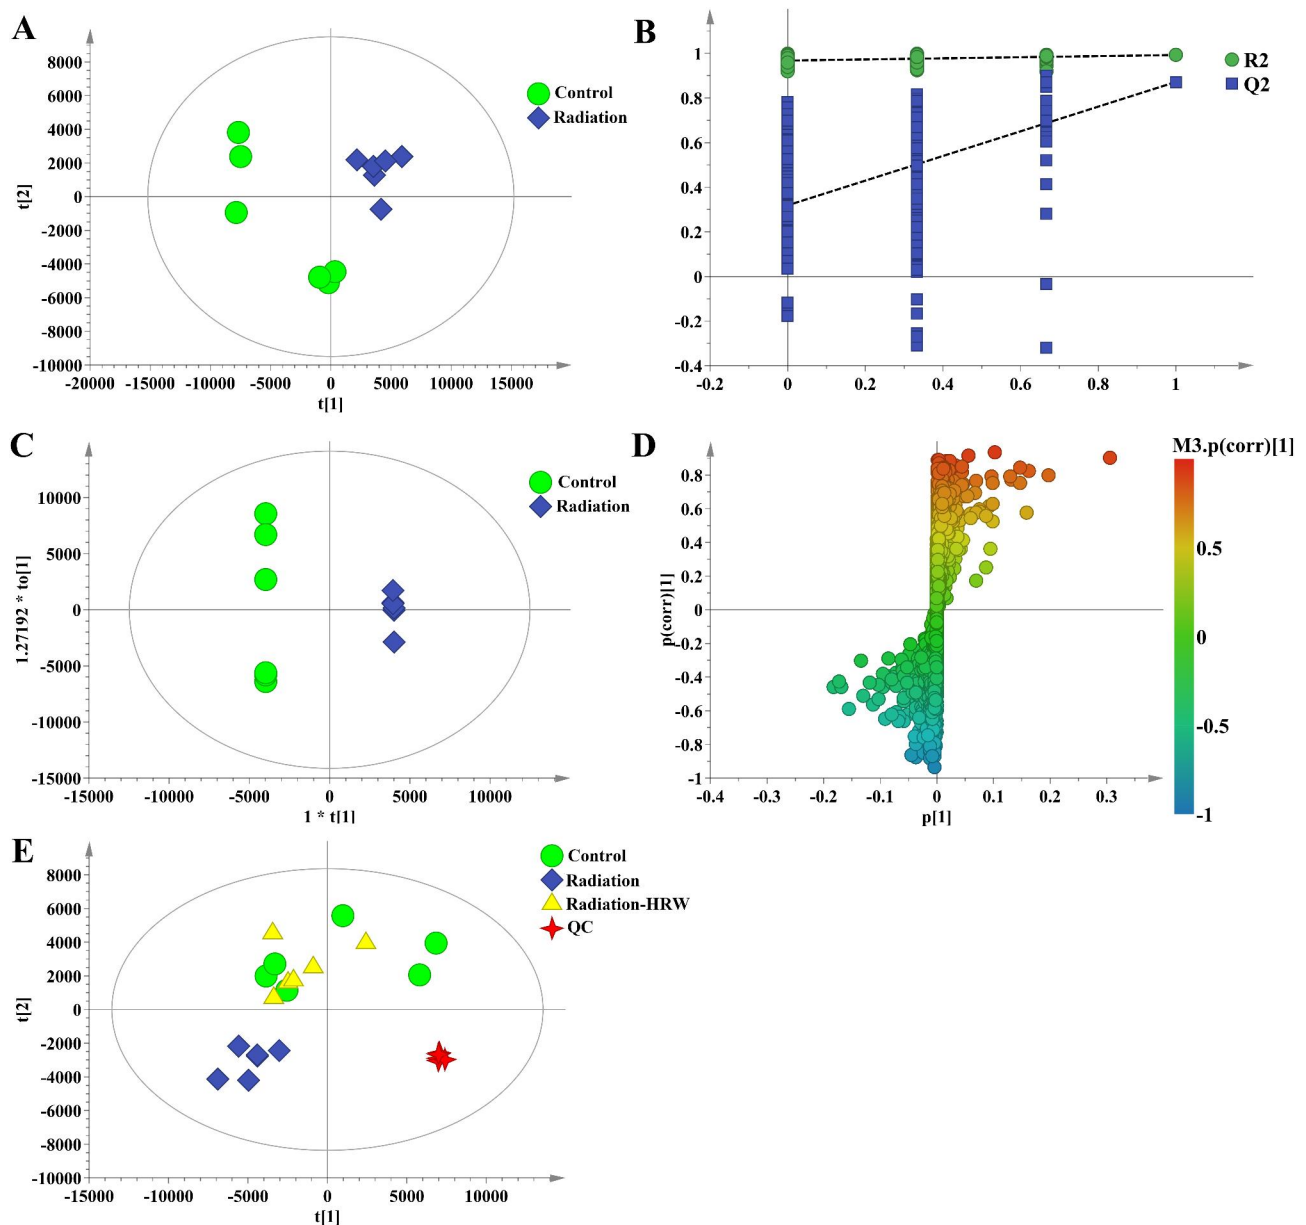 A
8000
6000
4000
2000
0
-2000
-4000
-6000
-8000
-10000
t[2]
-20000 -15000 -10000 -5000 0 5000 10000 15000
t[1]
Control
Radiation
B
1
0.8
0.6
0.4
0.2
0
-0.2
-0.4
-0.2 0 0.2 0.4 0.6 0.8 1
R2
Q2
C
10000
5000
0
-5000
-10000
-15000
1.27192 * to[1]
-15000 -10000 -5000 0 5000 10000
1 * t[1]
Control
Radiation
D
0.8
0.6
0.4
0.2
0
-0.2
-0.4
-0.6
-0.8
-1
p(corr)[1]
-0.4 -0.3 -0.2 -0.1 0 0.1 0.2 0.3
p[1]
M3.p(corr)[1]
0.5
0
-0.5
-1
E
8000
6000
4000
2000
0
-2000
-4000
-6000
-8000
-10000
t[2]
-15000 -10000 -5000 0 5000 10000
t[1]
Control
Radiation
Radiation-HRW
QC